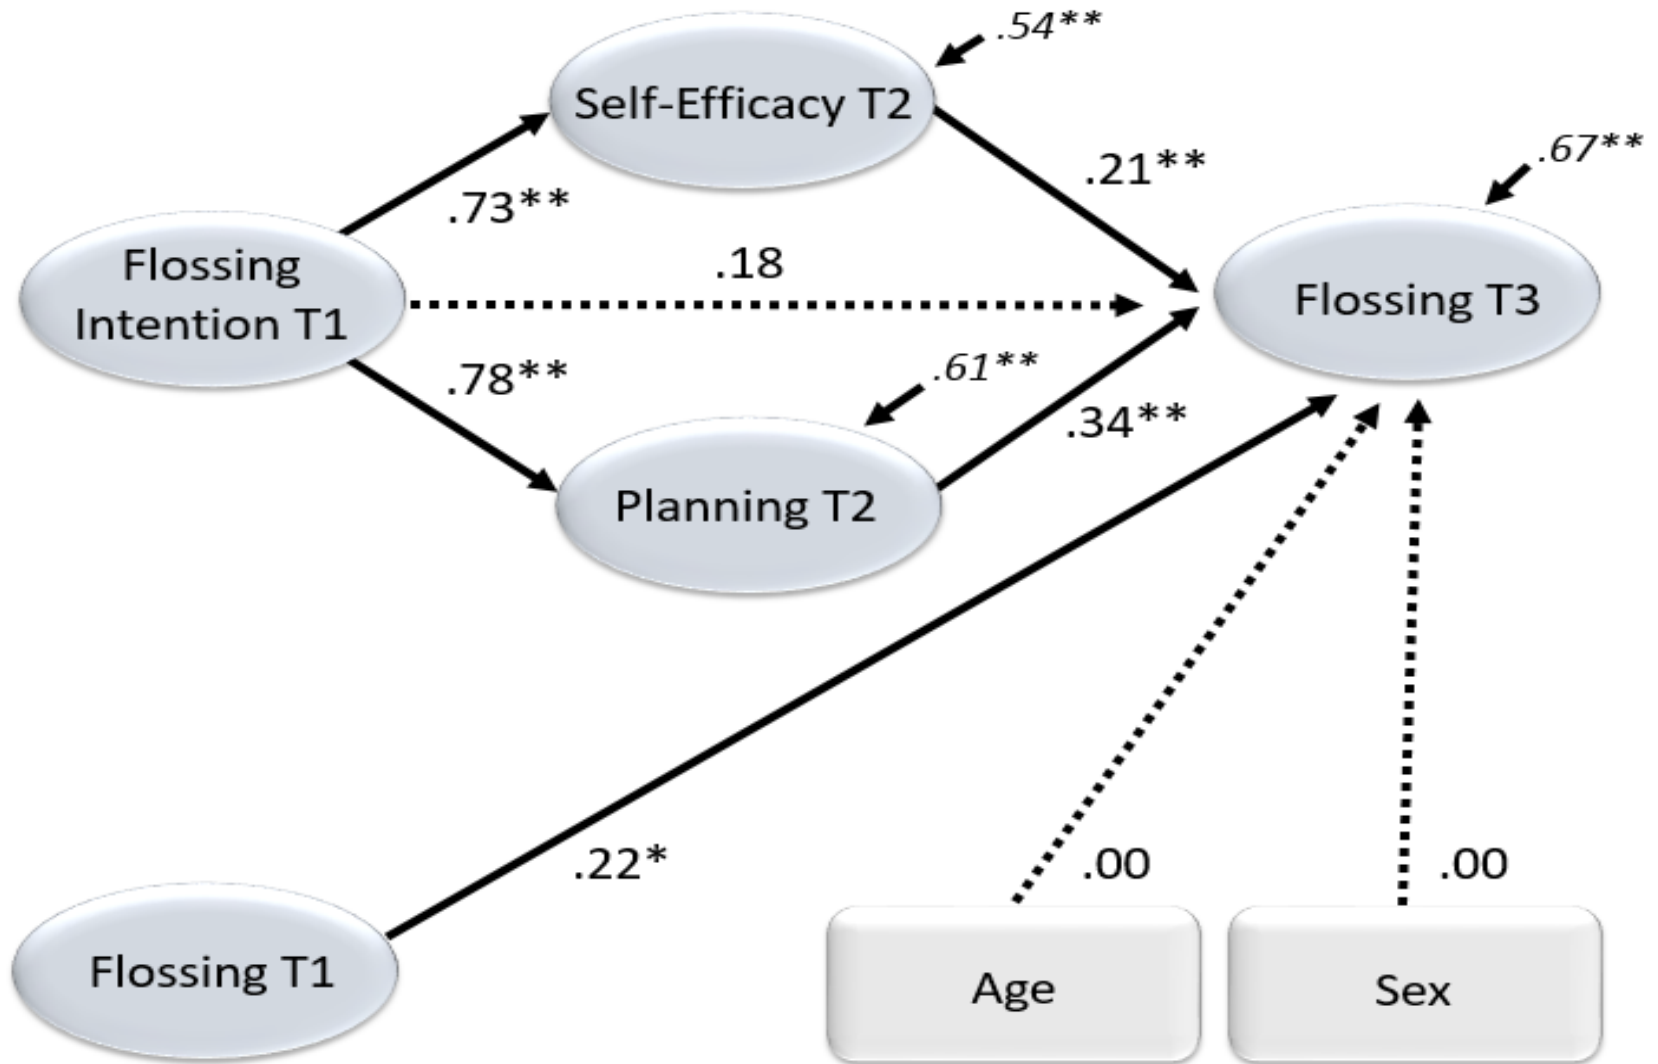 .54**
Self-Efficacy T2
.67**
.21**
.73**
Flossing
Intention T1
.18
Flossing T3
.61**
.78**
.34**
Planning T2
.22*
.00
.00
Flossing T1
Age
Sex